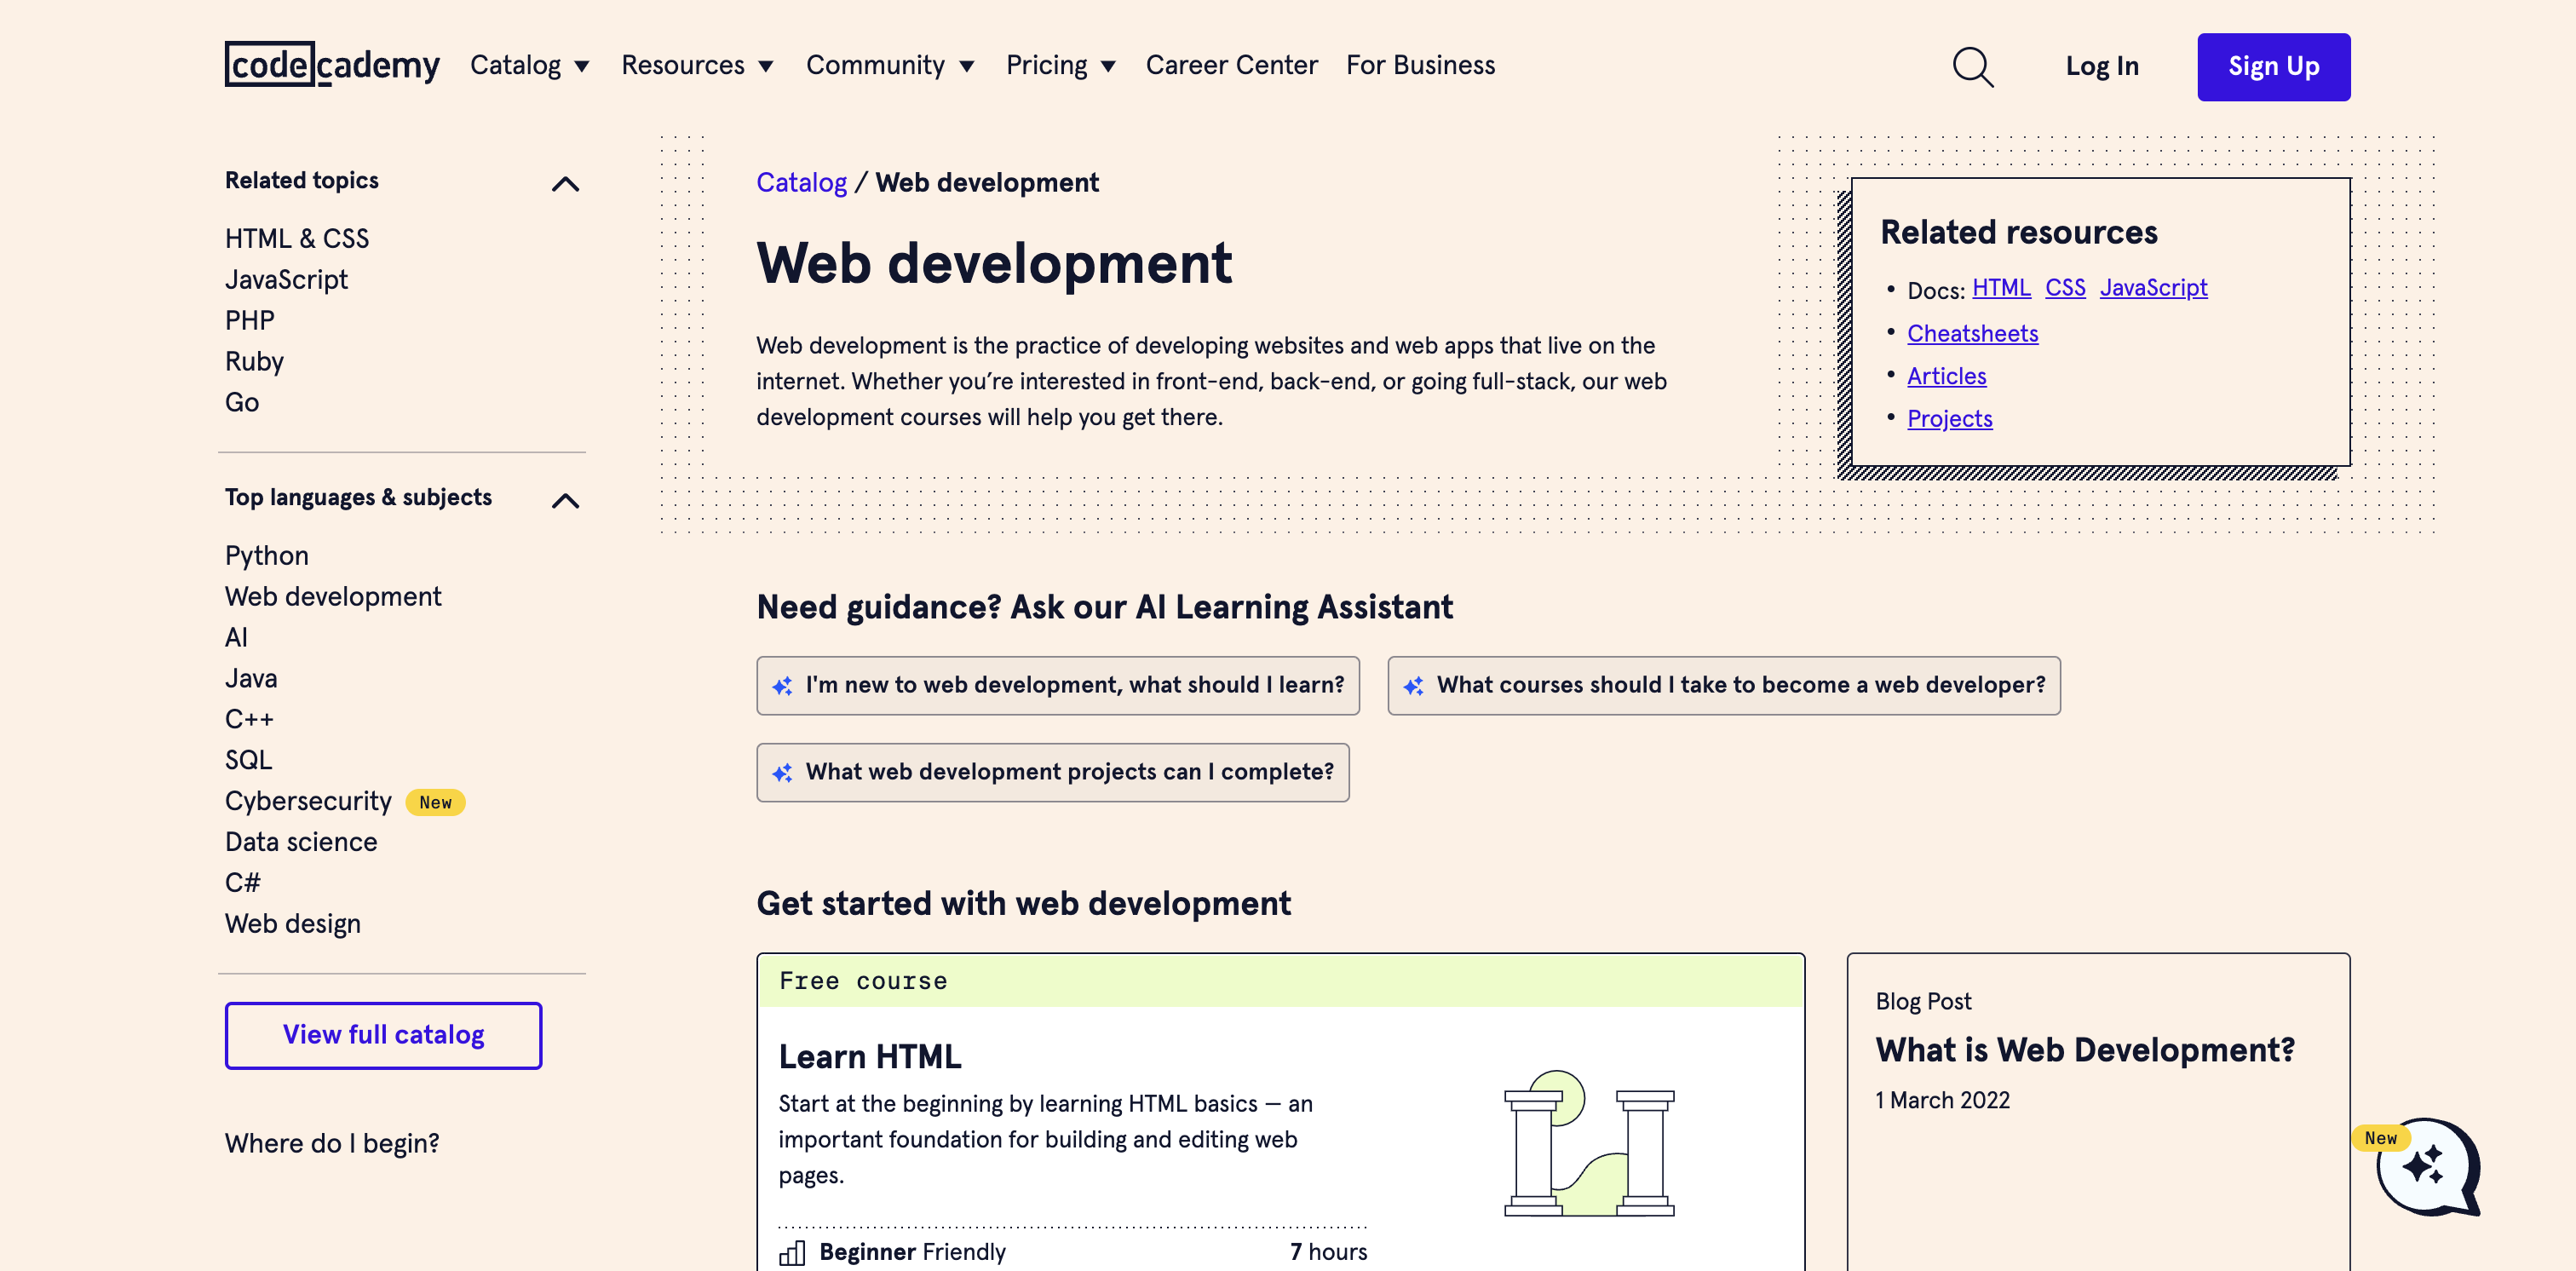 codecademy
Catalog
Resources
Community
Pricing
Career Center
For Business
Log In
Sign Up
Related topics
HTML & CSS
JavaScript
PHP
Ruby
Go
Top languages & subjects
Python
Web development
AI
Java
C++
SQL
Cybersecurity New
Data science
C#
Web design
View full catalog
Where do I begin?
Catalog / Web development
Web development
Web development is the practice of developing websites and web apps that live on the
internet. Whether you’re interested in front-end, back-end, or going full-stack, our web
development courses will help you get there.
Related resources
• Docs: HTML CSS JavaScript
• Cheatsheets
• Articles
• Projects
Need guidance? Ask our AI Learning Assistant
I'm new to web development, what should I learn?
What courses should I take to become a web developer?
What web development projects can I complete?
Get started with web development
Free course
Learn HTML
Start at the beginning by learning HTML basics — an
important foundation for building and editing web
pages.
Beginner Friendly
7 hours
Blog Post
What is Web Development?
1 March 2022
New